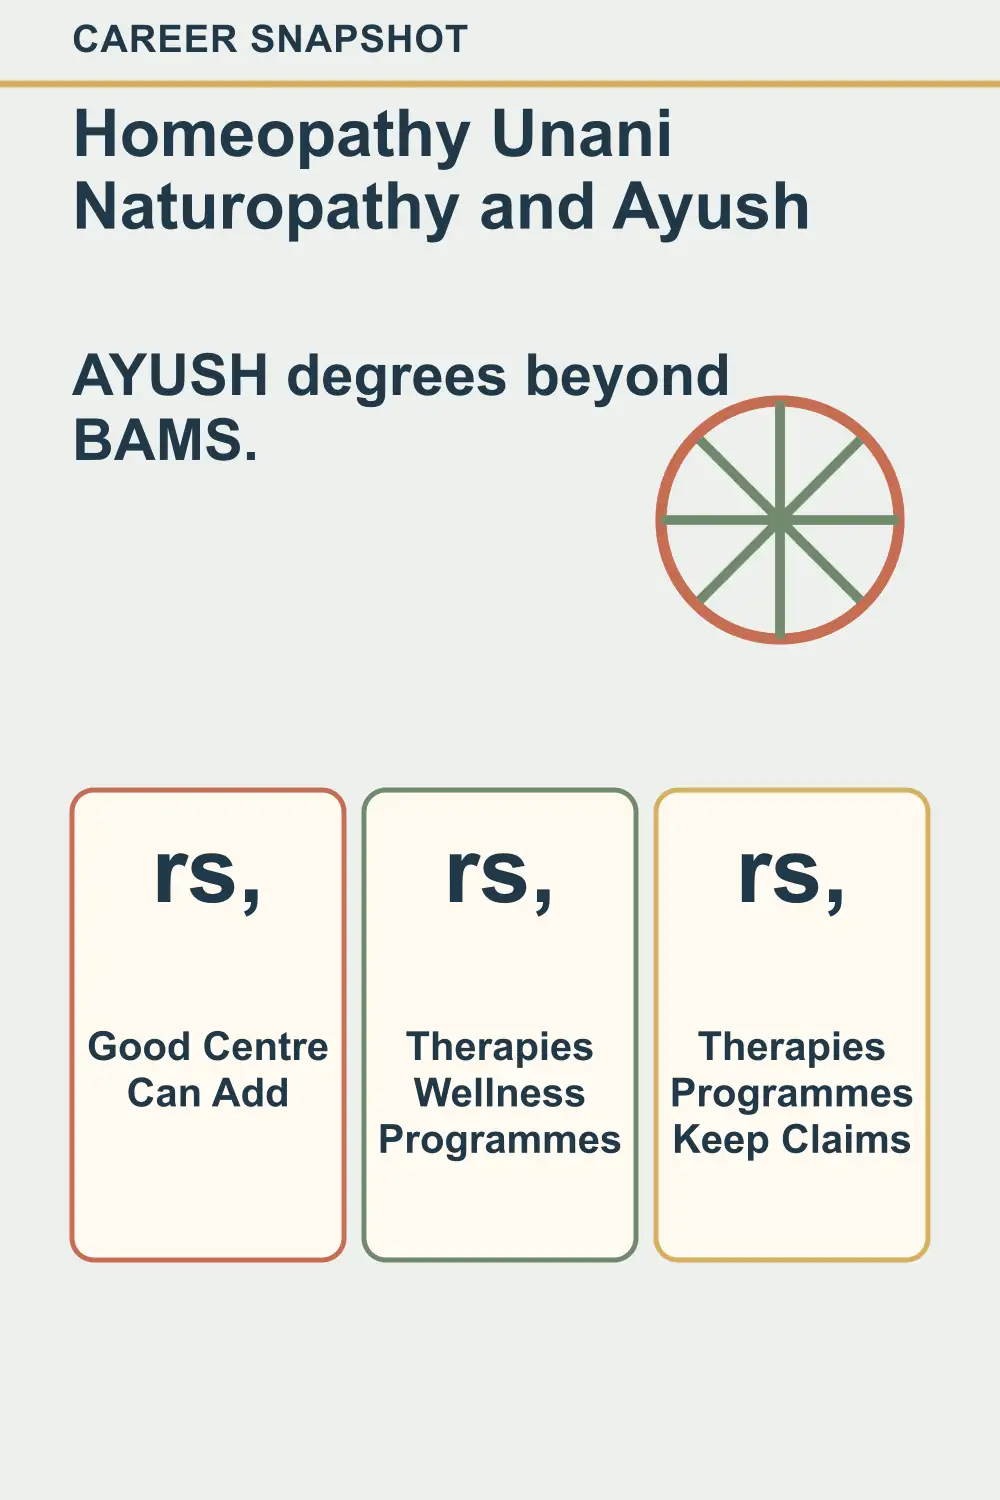 CAREER SNAPSHOT
Homeopathy Unani
Naturopathy and Ayush
AYUSH degrees beyond
BAMS.
rs,
Good Centre
Can Add
rs,
Therapies
Wellness
Programmes
rs,
Therapies
Programmes
Keep Claims